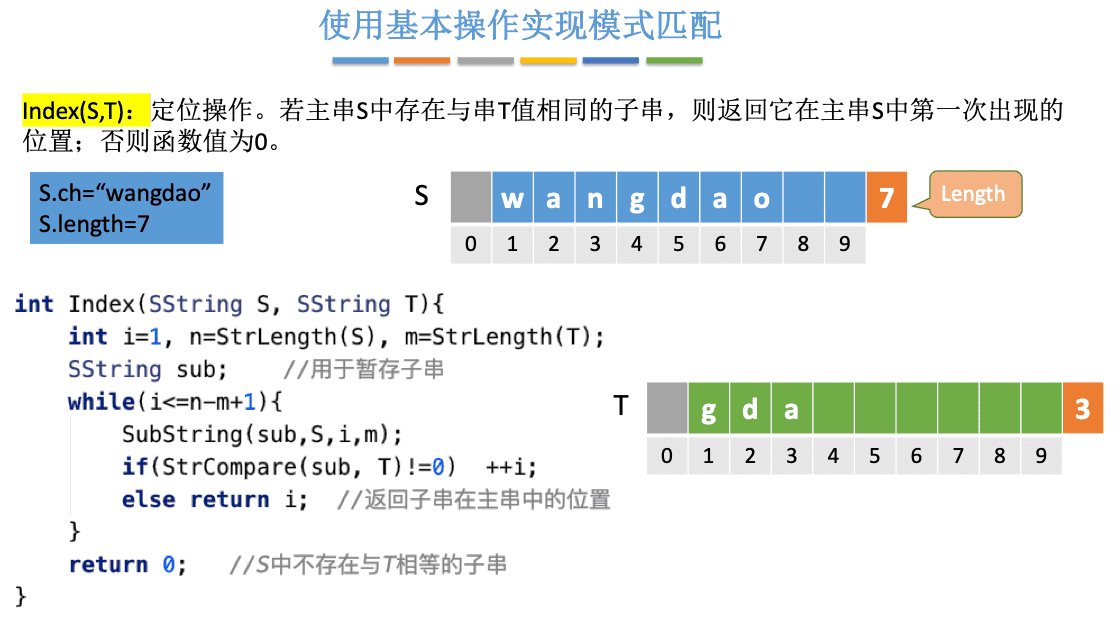 使用基本操作实现模式匹配
Index(S,T)：定位操作。若主串S中存在与串T值相同的子串，则返回它在主串S中第一次出现的
位置；否则函数值为0。
S.ch=“wangdao”
S.length=7
S
w a n g d a o 7
Length
0 1 2 3 4 5 6 7 8 9
int Index(SString S, SString T){
int i=1, n=StrLength(S), m=StrLength(T);
SString sub; //用于暂存子串
while(i<=n-m+1){
SubString(sub,S,i,m);
if(StrCompare(sub, T)!=0) ++i;
else return i; //返回子串在主串中的位置
}
return 0; //S中不存在与T相等的子串
}
T
g d a 3
0 1 2 3 4 5 6 7 8 9